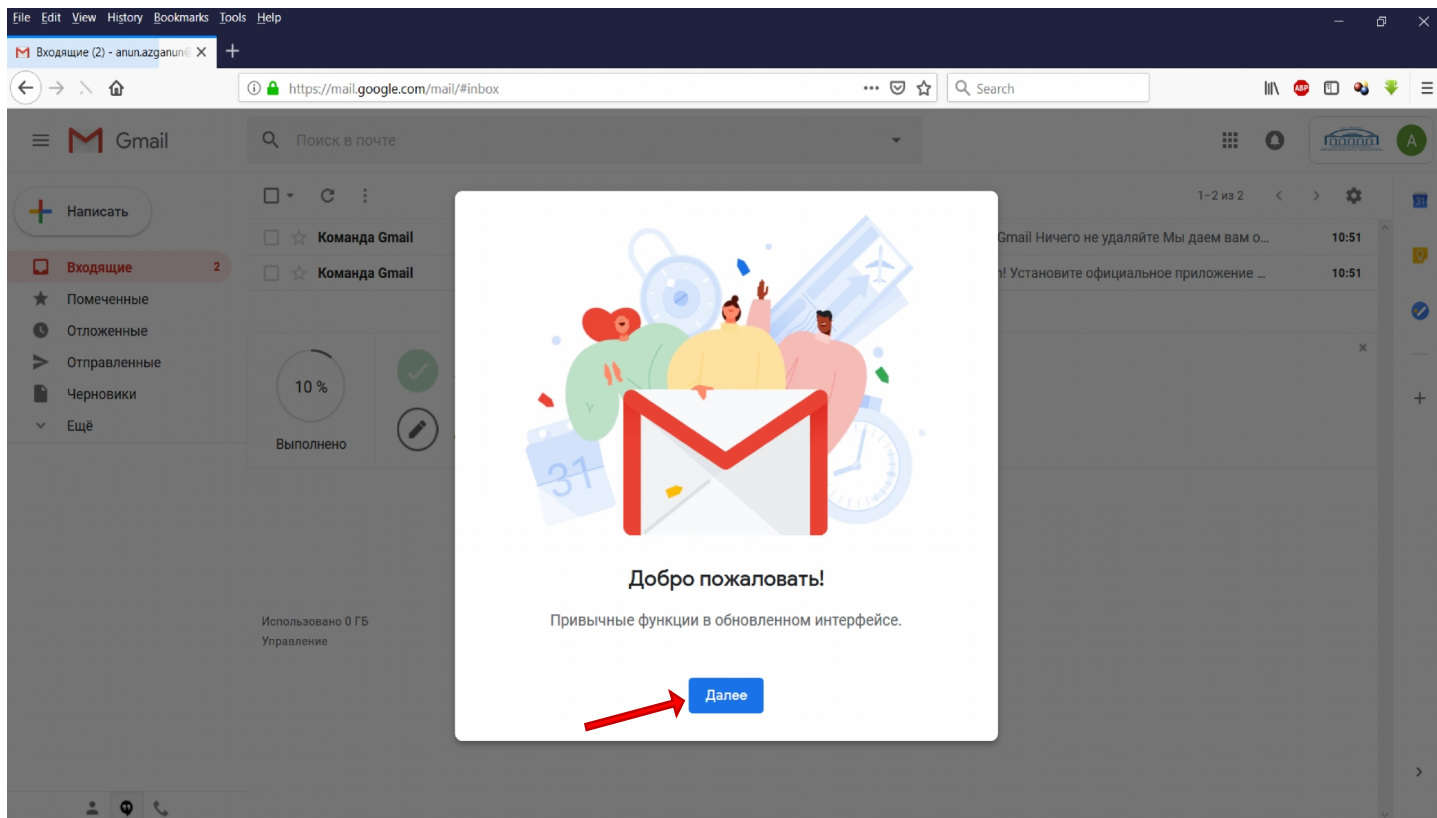 File Edit View History Bookmarks Tools Help
Входящие (2) - anun.azganun@
https://mail.google.com/mail/#inbox
Search
Gmail
Поиск в почте
A
Написать
1–2 из 2
31
Входящие 2
Команда Gmail Gmail Ничего не удаляйте Мы даем вам о... 10:51
Команда Gmail ! Установите официальное приложение ... 10:51
Помеченные
Отложенные
Отправленные
Черновики
Ещё
10 %
Выполнено
31
Добро пожаловать!
Привычные функции в обновленном интерфейсе.
Далее
Использовано 0 ГБ
Управление
ABP